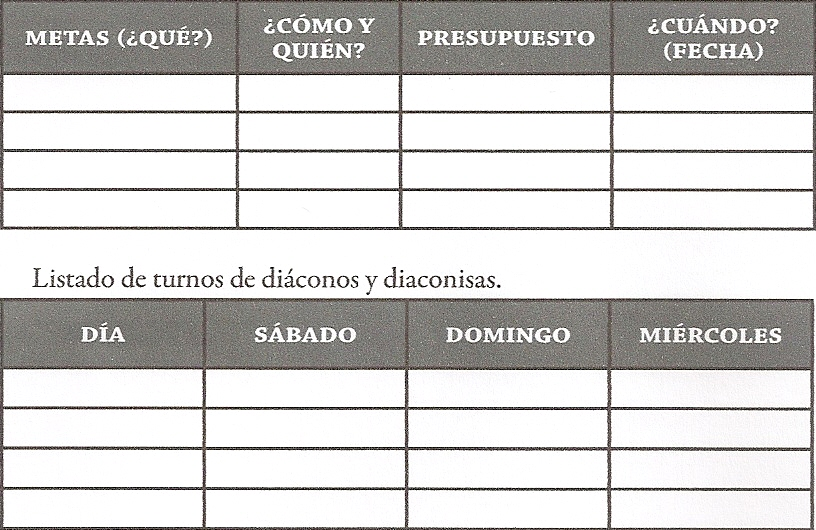 METAS (¿QUÉ?)
¿CÓMO Y
QUIÉN?
PRESUPUESTO
¿CUÁNDO?
(FECHA)
Listado de turnos de diáconos y diaconisas.
DÍA
SÁBADO
DOMINGO
MIÉRCOLES